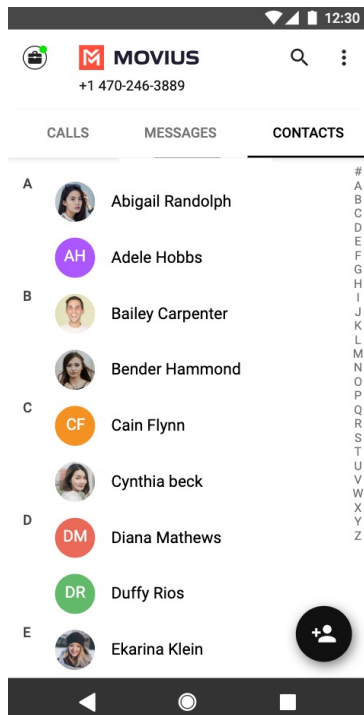 12:30
MOVIUS
+1 470-246-3889
CALLS MESSAGES CONTACTS
#
A
B
C
D
E
F
G
H
I
J
K
L
M
N
O
P
Q
R
S
T
U
V
W
X
Y
Z
A
Abigail Randolph
AH Adele Hobbs
B
Bailey Carpenter
Bender Hammond
C
CF Cain Flynn
Cynthia beck
D
DM Diana Mathews
DR Duffy Rios
E
Ekarina Klein